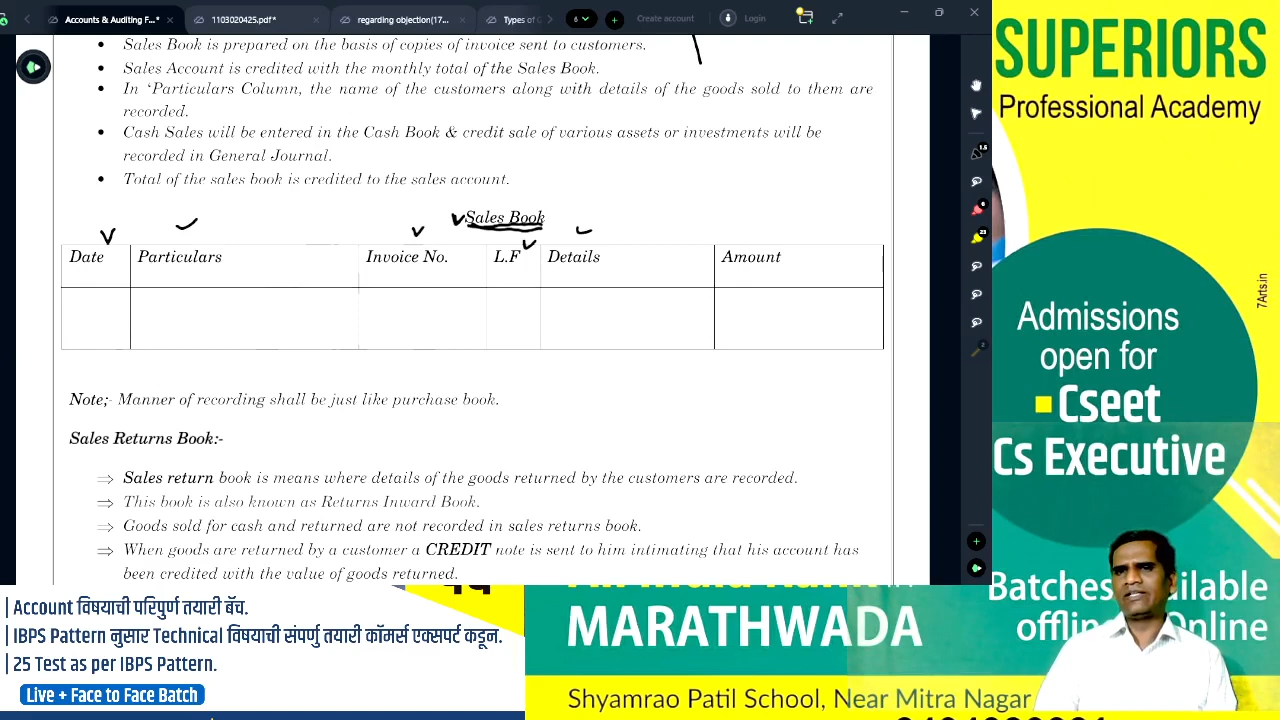 Accounts & Auditing F...*
1103020425.pdf*
regarding objection(17...
Types of
6
Create account
Login
Sales Book is prepared on the basis of copies of invoice sent to customers.
Sales Account is credited with the monthly total of the Sales Book.
In ‘Particulars Column, the name of the customers along with details of the goods sold to them are
recorded.
Cash Sales will be entered in the Cash Book & credit sale of various assets or investments will be
recorded in General Journal.
Total of the sales book is credited to the sales account.
Sales Book
Date Particulars Invoice No. L.F Details Amount
Note;- Manner of recording shall be just like purchase book.
Sales Returns Book:-
Sales return book is means where details of the goods returned by the customers are recorded.
This book is also known as Returns Inward Book.
Goods sold for cash and returned are not recorded in sales returns book.
When goods are returned by a customer a CREDIT note is sent to him intimating that his account has
been credited with the value of goods returned.
1.5
6
23
2
SUPERIORS
Professional Academy
7Arts.in
Admissions
open for
Cseet
Cs Executive
Batches
Online
MARATHWADA
Shyamrao Patil School, Near Mitra Nagar
| Account विषयाची परिपुर्ण तयारी बॅच.
| IBPS Pattern नुसार Technical विषयाची संपर्णु तयारी कॉमर्स एक्सपर्ट कडून.
| 25 Test as per IBPS Pattern.
Live + Face to Face Batch